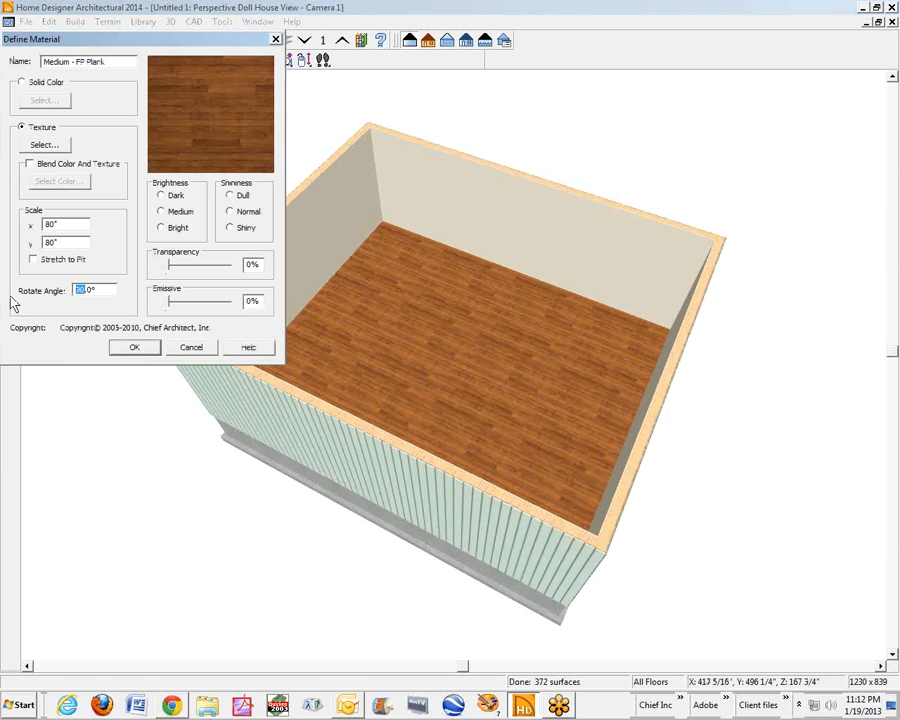 Home Designer Architectural 2014 - [Untitled 1: Perspective Doll House View - Camera 1]
File Edit Build Terrain Library 3D CAD Tools Window Help
Define Material
1
Name: Medium - FP Plank
Solid Color
Select...
Texture
Select...
Blend Color And Texture
Select Color...
Scale
x 80"
y 80"
Stretch to Fit
Rotate Angle:
Brightness
Dark
Medium
Bright
Shininess
Dull
Normal
Shiny
Transparency
0%
Emissive
0%
Copyright: Copyright© 2005-2010, Chief Architect, Inc.
OK Cancel Help
Done: 372 surfaces All Floors X: 417 5/16", Y: 496 1/4", Z: 167 3/4" 1230 x 839
Start Chief Inc » Adobe » Client files » 11:12 PM
1/19/2013